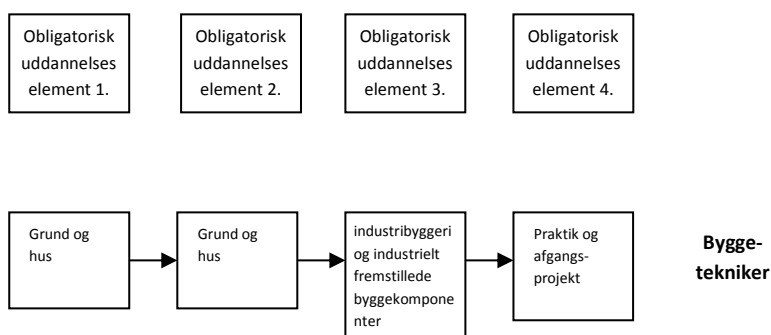 Obligatorisk
uddannelses
element 1.
Obligatorisk
uddannelses
element 2.
Obligatorisk
uddannelses
element 3.
Obligatorisk
uddannelses
element 4.
Grund og
hus
Grund og
hus
industribyggeri
og industrielt
fremstillede
byggekompone
nter
Praktik og
afgangs-
projekt
Bygge-
tekniker